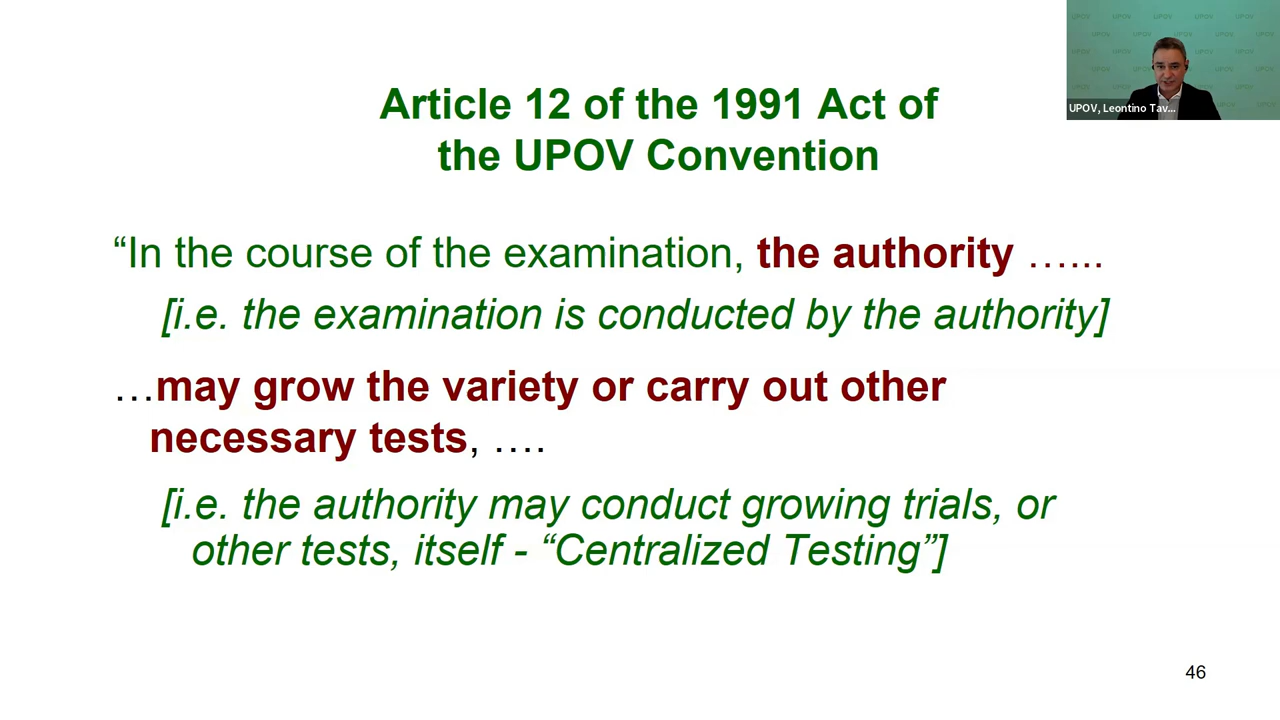 UPOV, Leontino Tav...
Article 12 of the 1991 Act of
the UPOV Convention
“In the course of the examination, the authority …...
[i.e. the examination is conducted by the authority]
…may grow the variety or carry out other
necessary tests, ….
[i.e. the authority may conduct growing trials, or
other tests, itself - “Centralized Testing”]
46